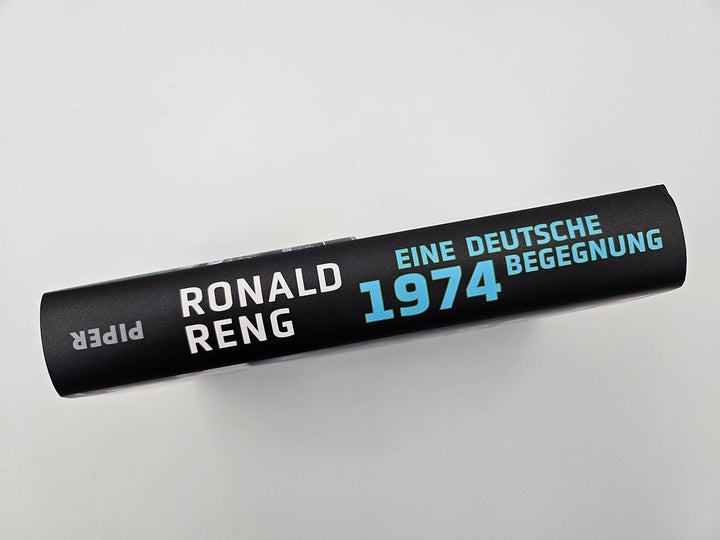 PIPER
RONALD
RENG
EINE DEUTSCHE
1974 BEGEGNUNG